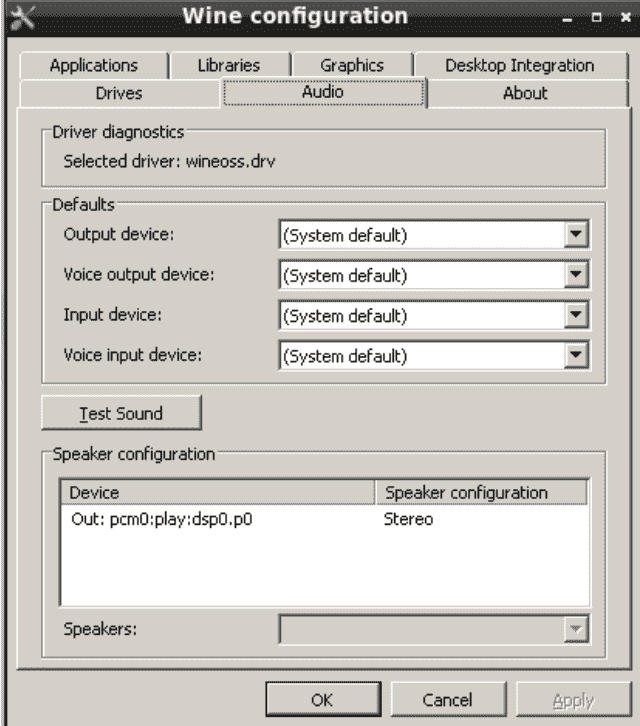 Wine configuration
Applications Libraries Graphics Desktop Integration
Drives Audio About
Driver diagnostics
Selected driver: wineoss.drv
Defaults
Output device: (System default)
Voice output device: (System default)
Input device: (System default)
Voice input device: (System default)
Test Sound
Speaker configuration
Device Speaker configuration
Out: pcm0:play:dsp0.p0 Stereo
Speakers:
OK Cancel Apply